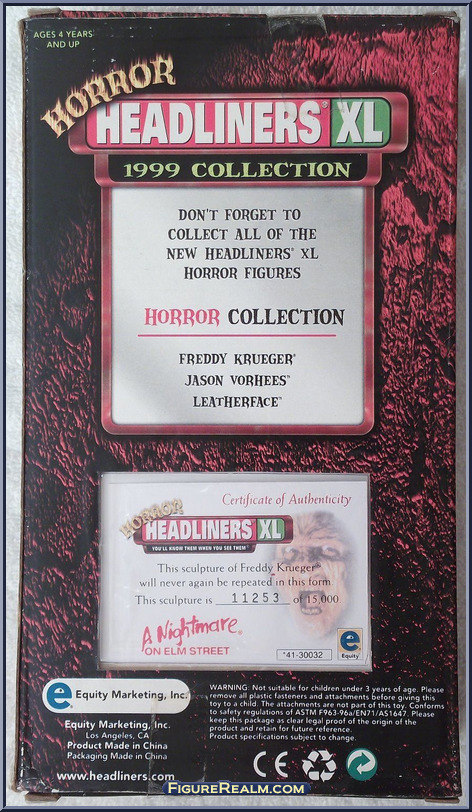 AGES 4 YEARS
AND UP
HORROR
HEADLINERS® XL
1999 COLLECTION
DON'T FORGET TO
COLLECT ALL OF THE
NEW HEADLINERS® XL
HORROR FIGURES
HORROR COLLECTION
FREDDY KRUEGER®
JASON VORHEES™
LEATHERFACE™
Certificate of Authenticity
HORROR
HEADLINERS XL
YOU'LL KNOW THEM WHEN YOU SEE THEM™
This sculpture of Freddy Krueger®
will never again be repeated in this form.
This sculpture is 11253 of 15,000.
A Nightmare®
ON ELM STREET
*41-30032
e
Equity
e Equity Marketing, Inc.
Equity Marketing, Inc.
Los Angeles, CA
Product Made in China
Packaging Made in China
www.headliners.com
WARNING: Not suitable for children under 3 years of age. Please
remove all plastic fasteners and attachments before giving this
toy to a child. The attachments are not part of this toy. Conforms
to safety regulations of ASTM F963-96a/EN71/AS1647. Please
keep this package as clear legal proof of the origin of the
product and retain for future reference.
Product specifications subject to change.
CE
FIGUREREALM.COM